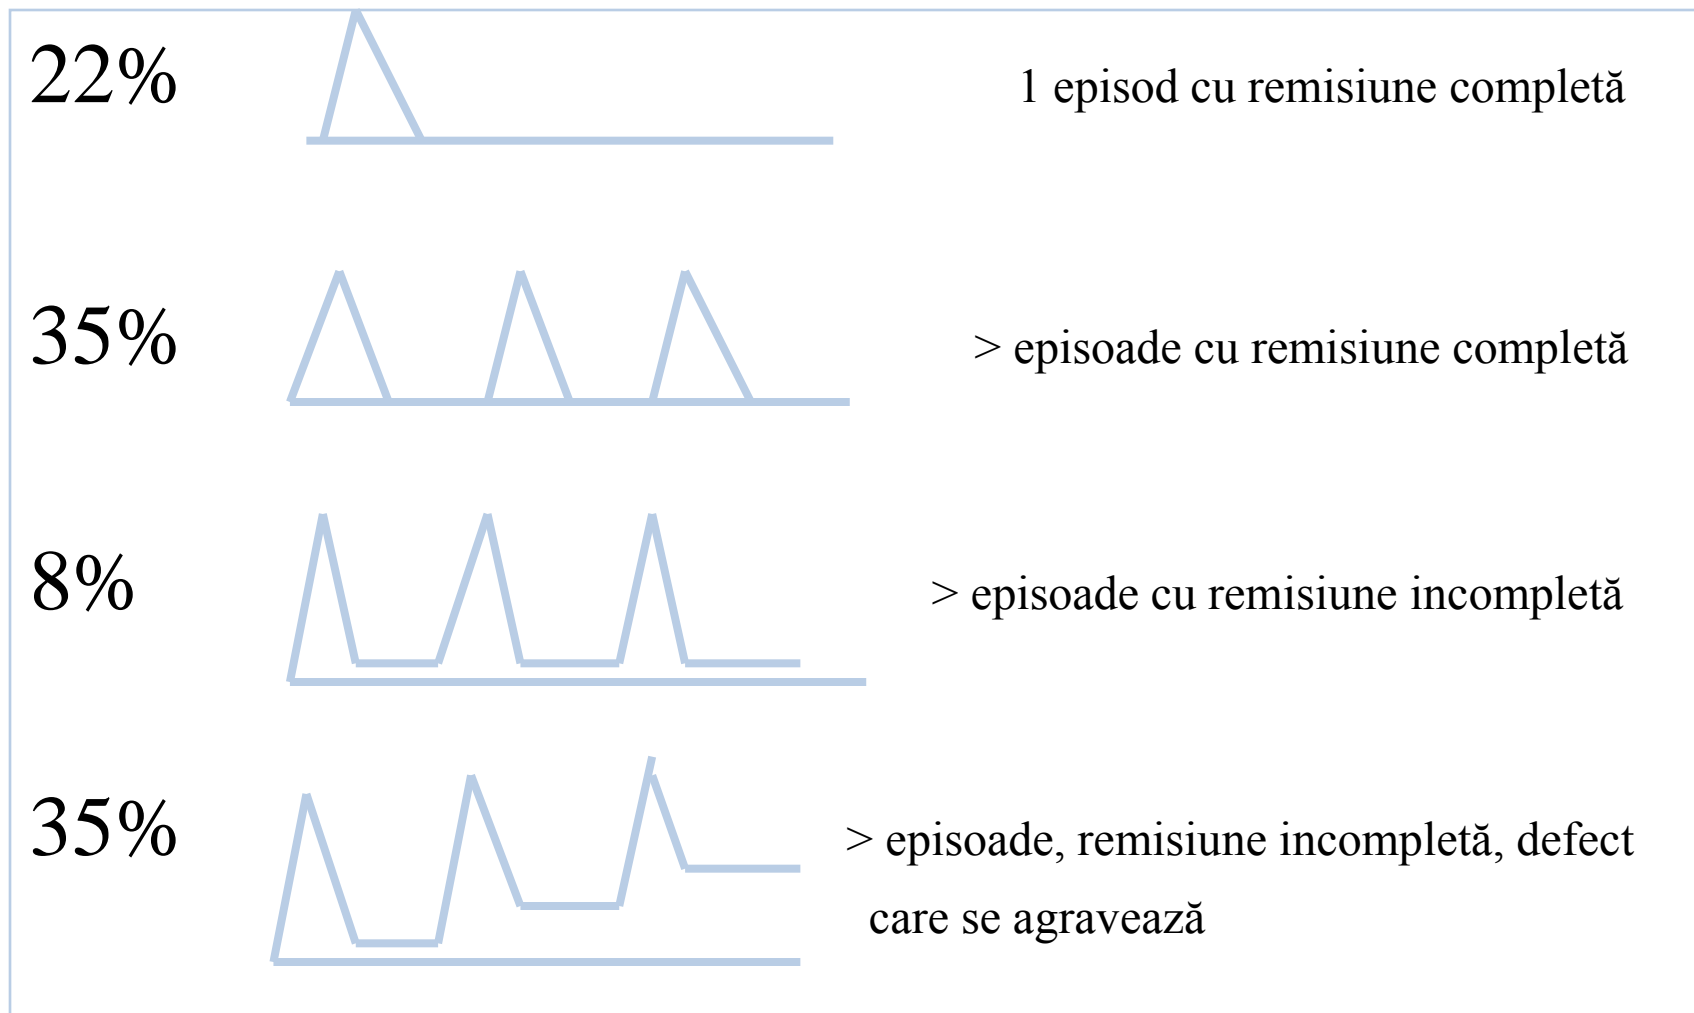 22%
1 episod cu remisiune completă
35%
> episoade cu remisiune completă
8%
> episoade cu remisiune incompletă
35%
> episoade, remisiune incompletă, defect
care se agravează